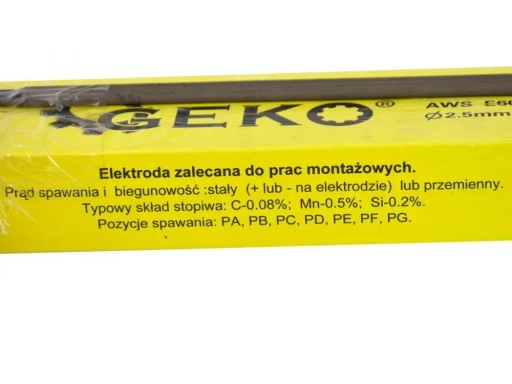 GEKO®
AWS E6
Ø2.5mm
Elektroda zalecana do prac montażowych.
Prąd spawania i biegunowość :stały (+ lub - na elektrodzie) lub przemienny.
Typowy skład stopiwa: C-0.08%; Mn-0.5%; Si-0.2%.
Pozycje spawania: PA, PB, PC, PD, PE, PF, PG.